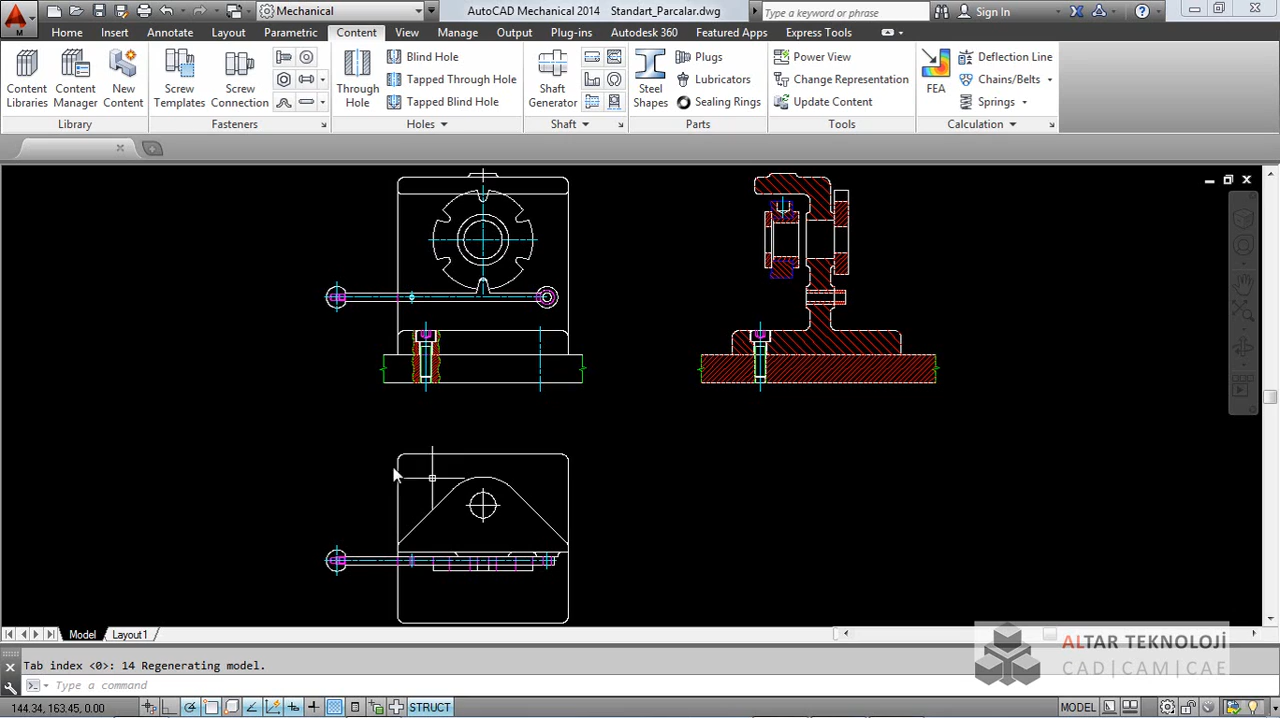 Mechanical
AutoCAD Mechanical 2014 Standart_Parcalar.dwg
Type a keyword or phrase
Sign In
Home Insert Annotate Layout Parametric Content View Manage Output Plug-ins Autodesk 360 Featured Apps Express Tools
Content Libraries
Content Manager
New Content
Screw Templates
Screw Connection
Through Hole
Blind Hole
Tapped Through Hole
Tapped Blind Hole
Shaft Generator
Steel Shapes
Plugs
Lubricators
Sealing Rings
Power View
Change Representation
Update Content
FEA
Deflection Line
Chains/Belts
Springs
Library Fasteners Holes Shaft Parts Tools Calculation
Model Layout1
ALTAR TEKNOLOJİ
CAD|CAM|CAE
Tab index <0>: 14 Regenerating model.
Type a command
144.34, 163.45, 0.00
STRUCT
MODEL